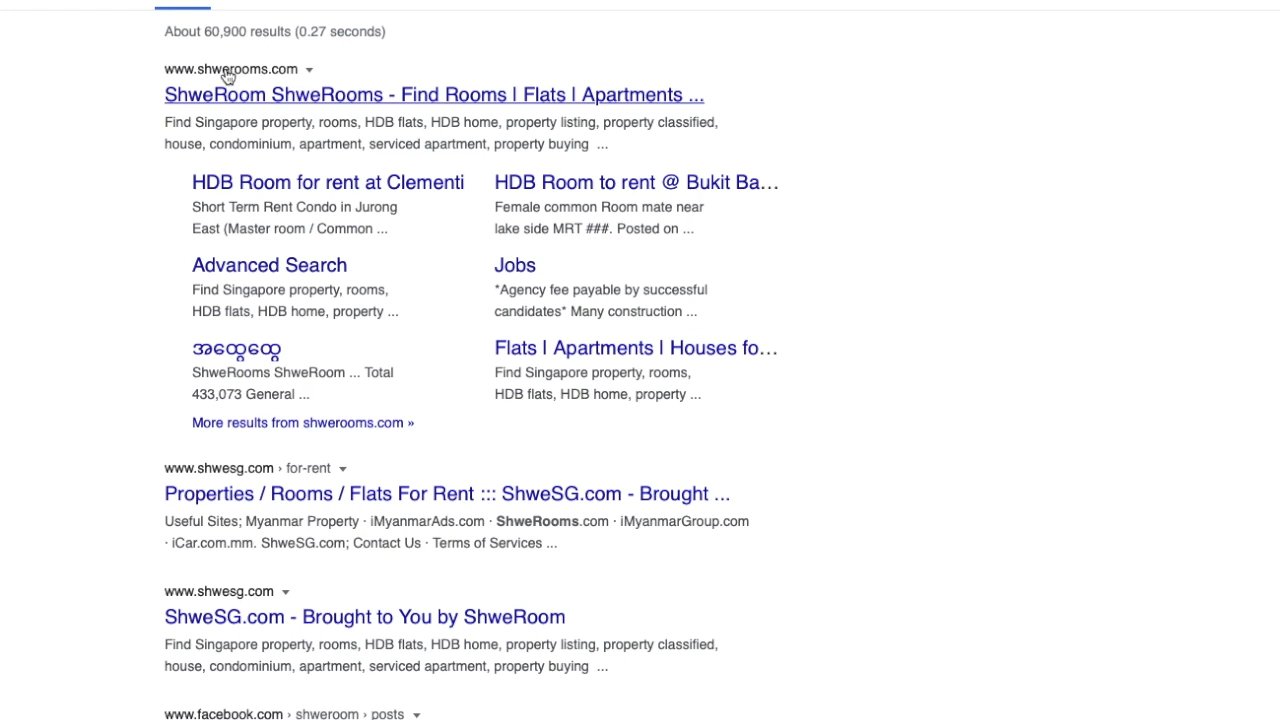 About 60,900 results (0.27 seconds)
www.shwerooms.com
ShweRoom ShweRooms - Find Rooms | Flats | Apartments ...
Find Singapore property, rooms, HDB flats, HDB home, property listing, property classified,
house, condominium, apartment, serviced apartment, property buying ...
HDB Room for rent at Clementi
Short Term Rent Condo in Jurong
East (Master room / Common ...
HDB Room to rent @ Bukit Ba...
Female common Room mate near
lake side MRT ###. Posted on ...
Advanced Search
Find Singapore property, rooms,
HDB flats, HDB home, property ...
Jobs
*Agency fee payable by successful
candidates* Many construction ...
အထွေထွေ
ShweRooms ShweRoom ... Total
433,073 General ...
Flats | Apartments | Houses fo...
Find Singapore property, rooms,
HDB flats, HDB home, property ...
More results from shwerooms.com »
www.shwesg.com › for-rent
Properties / Rooms / Flats For Rent ::: ShweSG.com - Brought ...
Useful Sites; Myanmar Property · iMyanmarAds.com · ShweRooms.com · iMyanmarGroup.com
· iCar.com.mm. ShweSG.com; Contact Us · Terms of Services ...
www.shwesg.com
ShweSG.com - Brought to You by ShweRoom
Find Singapore property, rooms, HDB flats, HDB home, property listing, property classified,
house, condominium, apartment, serviced apartment, property buying ...
www.facebook.com › shweroom › posts